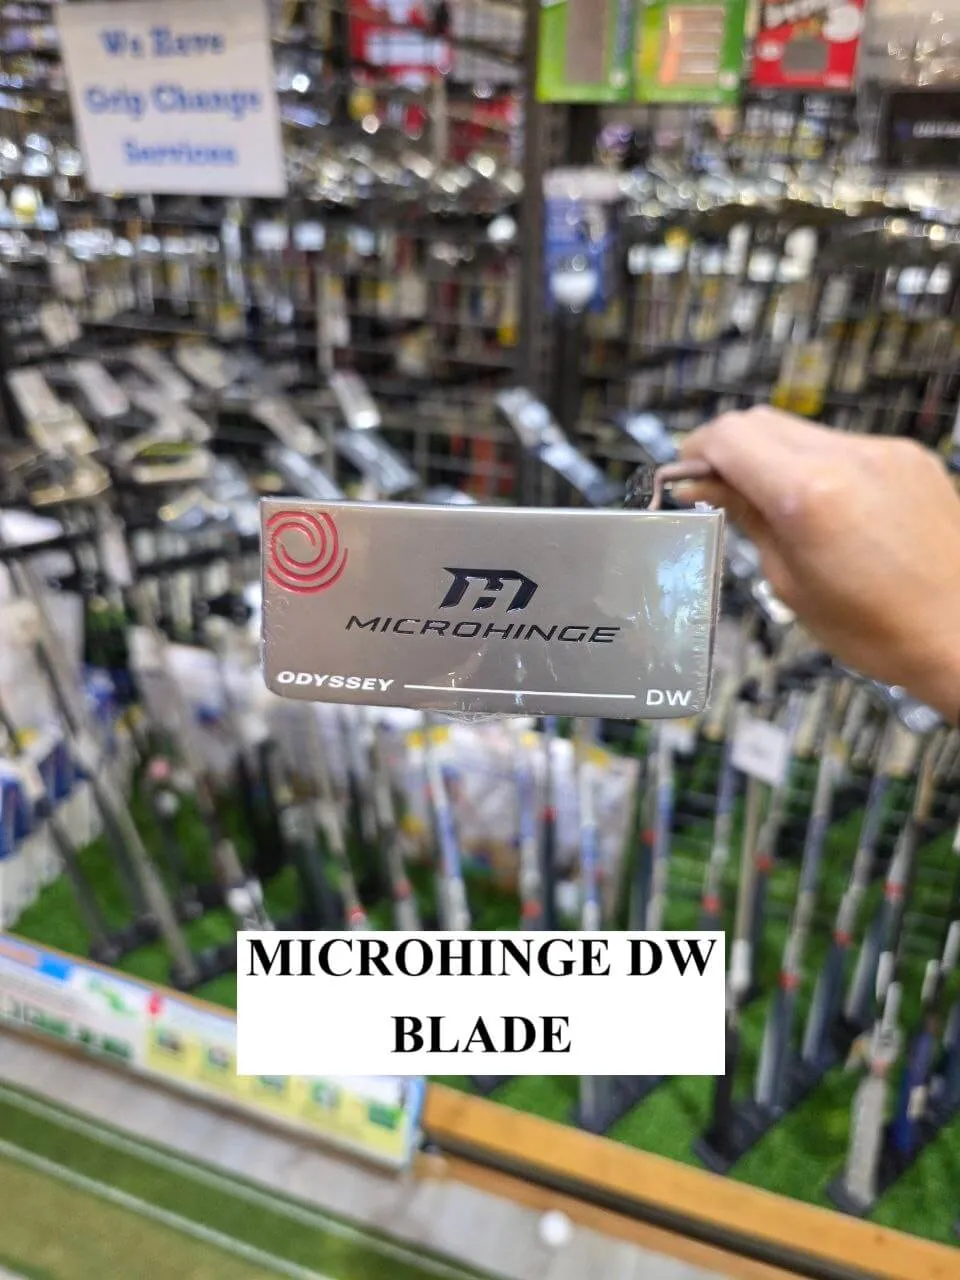 We Have
Grip Change
Services
MICROHINGE
ODYSSEY
DW
MICROHINGE DW
BLADE